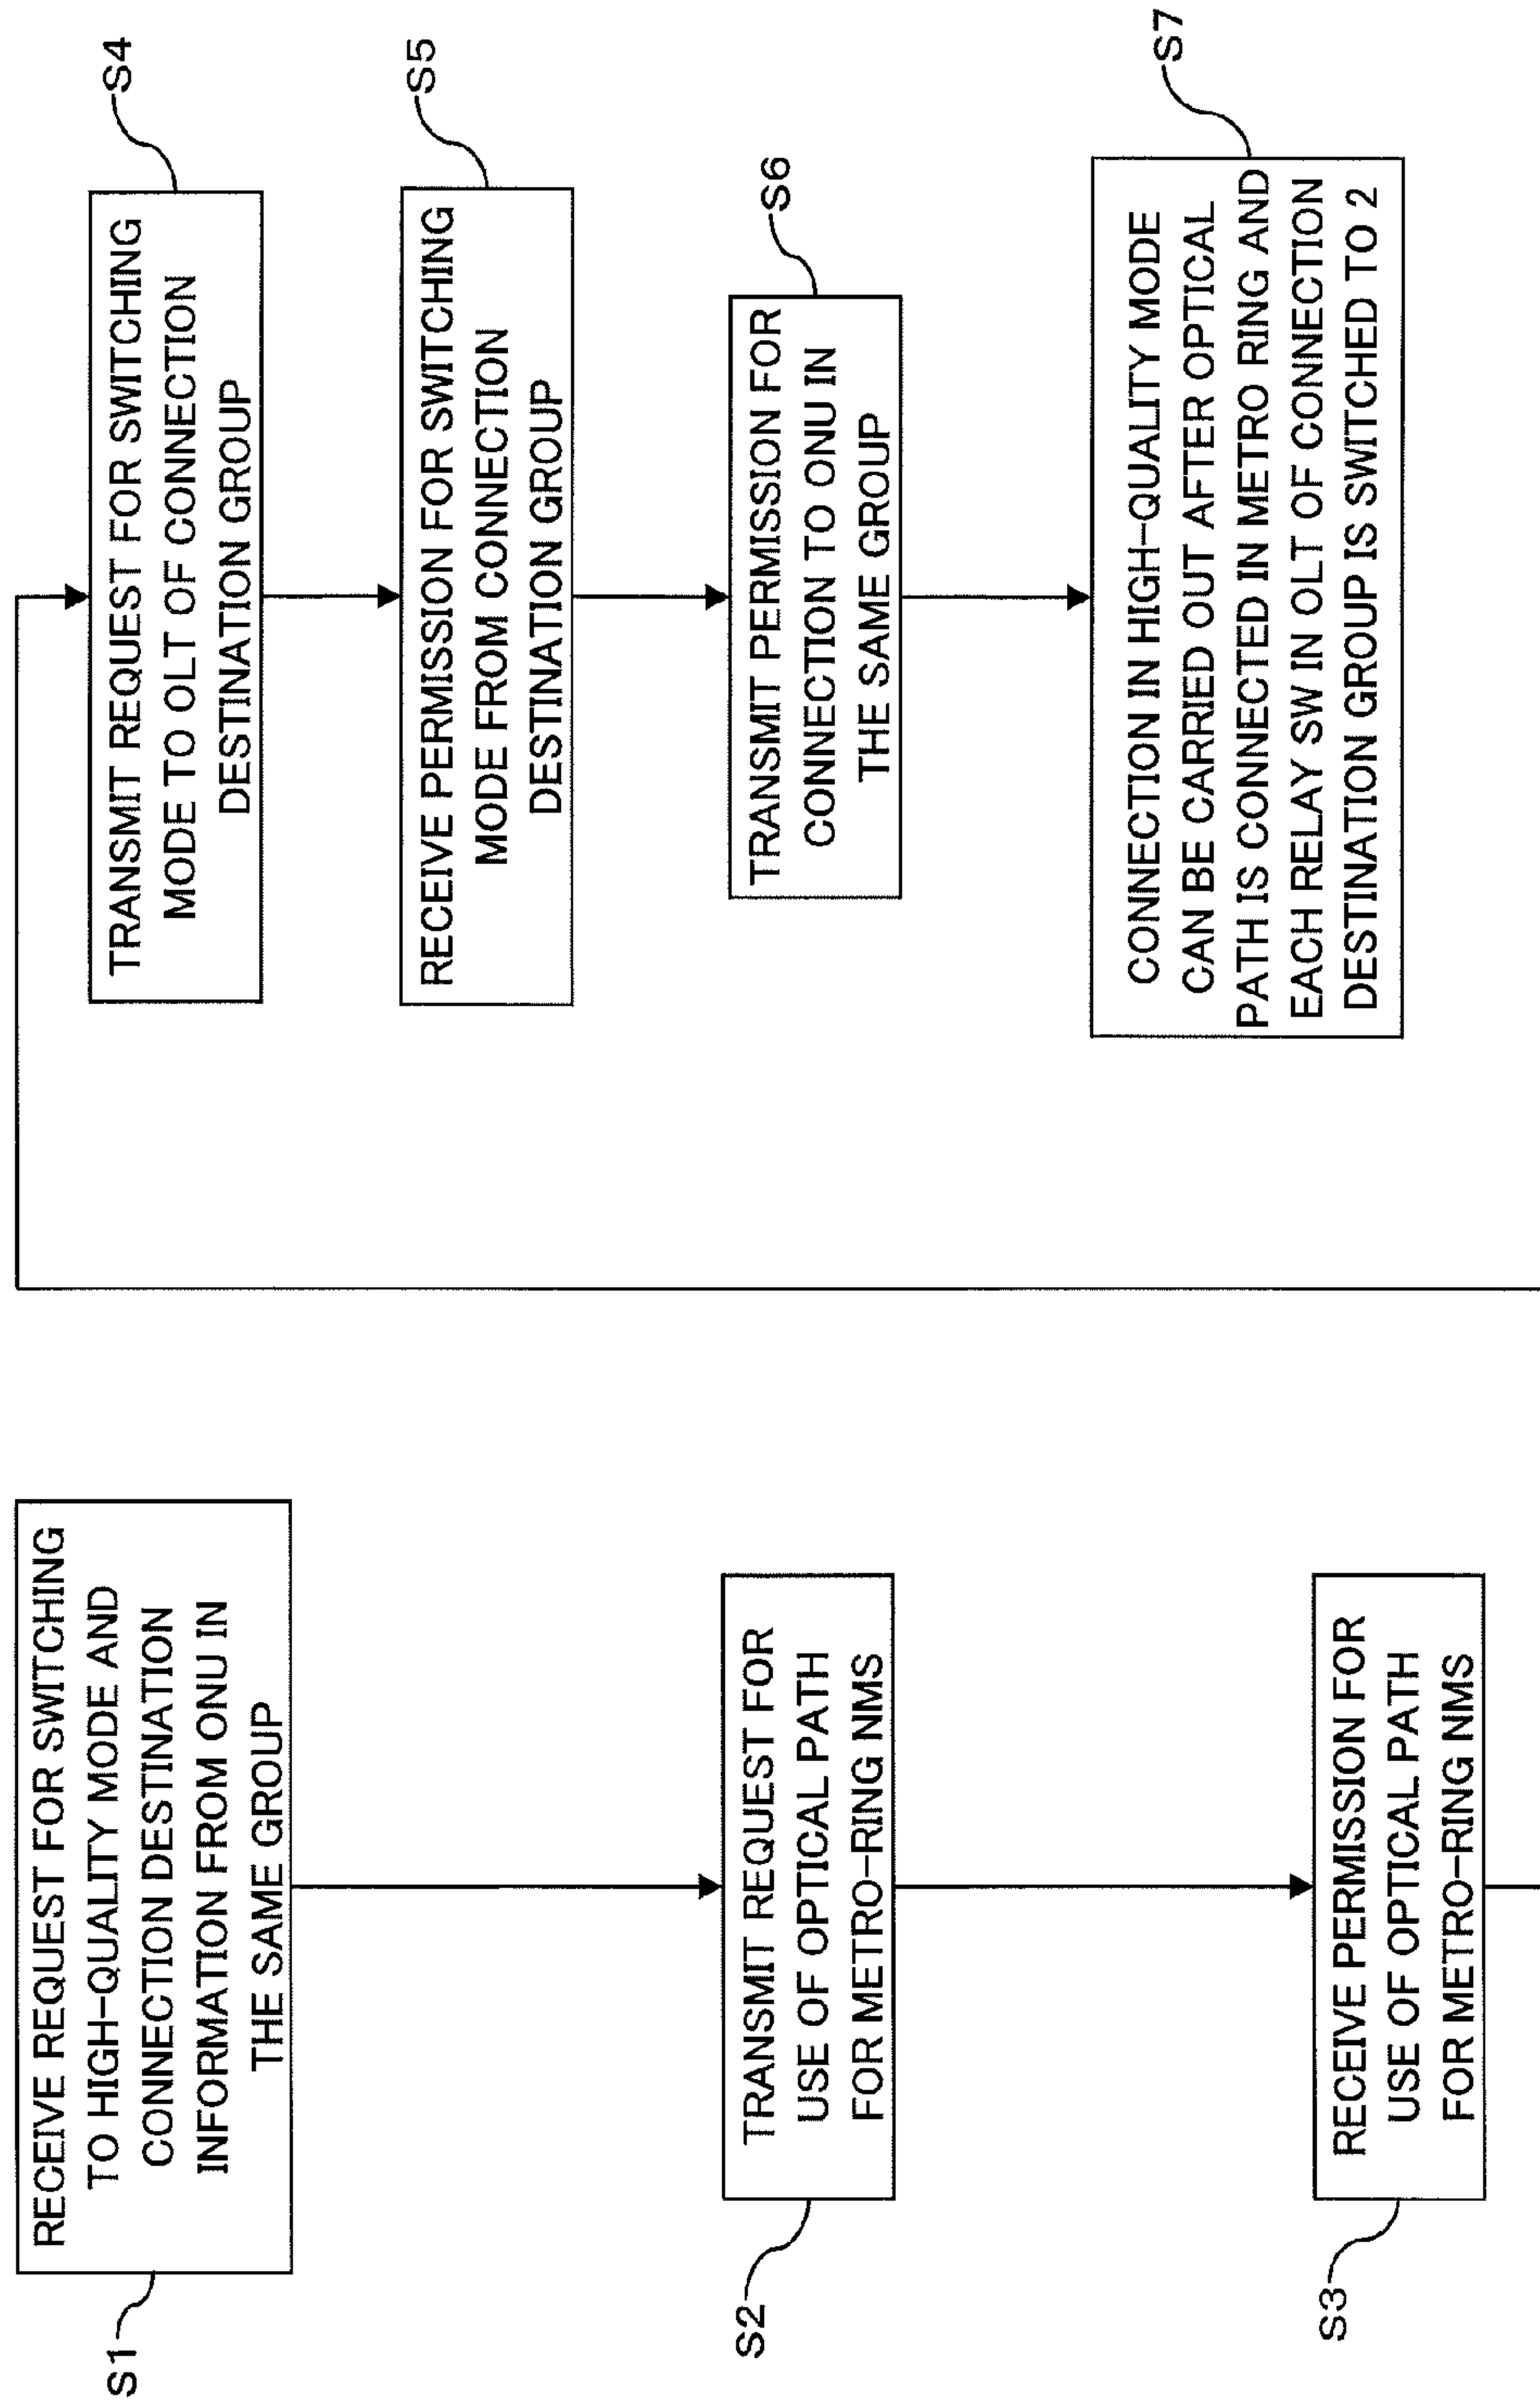 S1
RECEIVE REQUEST FOR SWITCHING
TO HIGH-QUALITY MODE AND
CONNECTION DESTINATION
INFORMATION FROM ONU IN
THE SAME GROUP
S2
TRANSMIT REQUEST FOR
USE OF OPTICAL PATH
FOR METRO-RING NMS
S3
RECEIVE PERMISSION FOR
USE OF OPTICAL PATH
FOR METRO-RING NMS
S4
TRANSMIT REQUEST FOR SWITCHING
MODE TO OLT OF CONNECTION
DESTINATION GROUP
S5
RECEIVE PERMISSION FOR SWITCHING
MODE FROM CONNECTION
DESTINATION GROUP
S6
TRANSMIT PERMISSION FOR
CONNECTION TO ONU IN
THE SAME GROUP
S7
CONNECTION IN HIGH-QUALITY MODE
CAN BE CARRIED OUT AFTER OPTICAL
PATH IS CONNECTED IN METRO RING AND
EACH RELAY SW IN OLT OF CONNECTION
DESTINATION GROUP IS SWITCHED TO 2